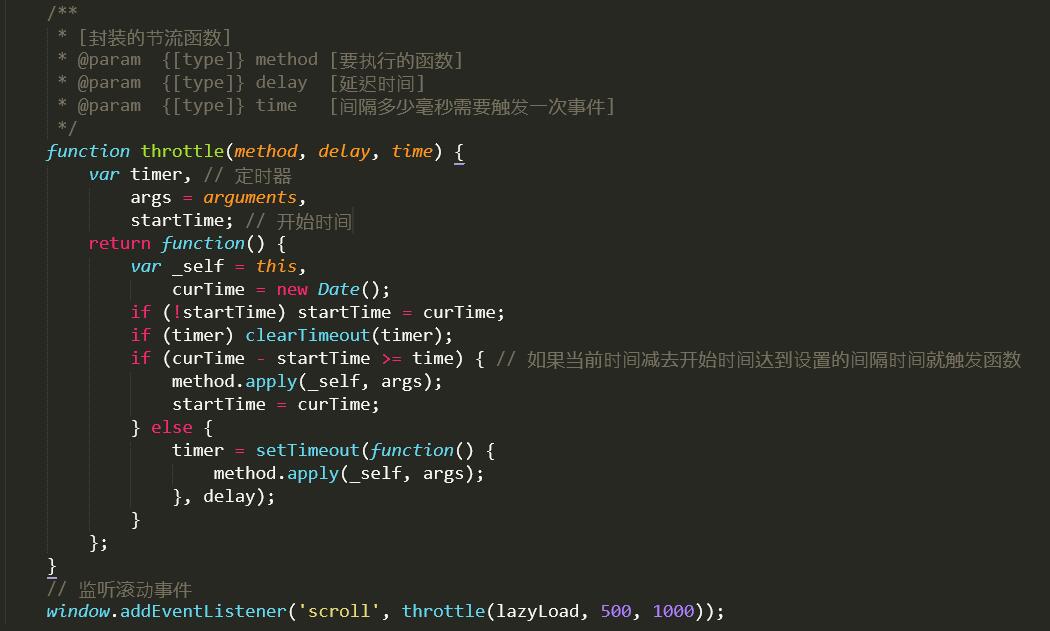 /**
 * [封装的节流函数]
 * @param  {[type]} method [要执行的函数]
 * @param  {[type]} delay  [延迟时间]
 * @param  {[type]} time   [间隔多少毫秒需要触发一次事件]
 */
function throttle(method, delay, time) {
    var timer, // 定时器
        args = arguments,
        startTime; // 开始时间
    return function() {
        var _self = this,
            curTime = new Date();
        if (!startTime) startTime = curTime;
        if (timer) clearTimeout(timer);
        if (curTime - startTime >= time) { // 如果当前时间减去开始时间达到设置的间隔时间就触发函数
            method.apply(_self, args);
            startTime = curTime;
        } else {
            timer = setTimeout(function() {
                method.apply(_self, args);
            }, delay);
        }
    };
}
// 监听滚动事件
window.addEventListener('scroll', throttle(lazyLoad, 500, 1000));